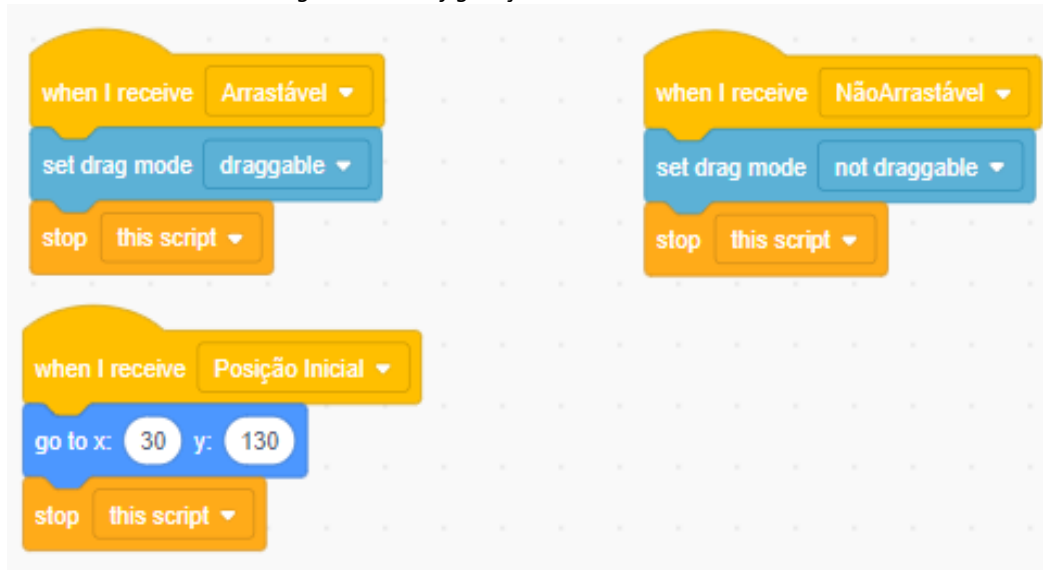 when I receive Arrastável
set drag mode draggable
stop this script
when I receive NãoArrastável
set drag mode not draggable
stop this script
when I receive Posição Inicial
go to x: 30 y: 130
stop this script